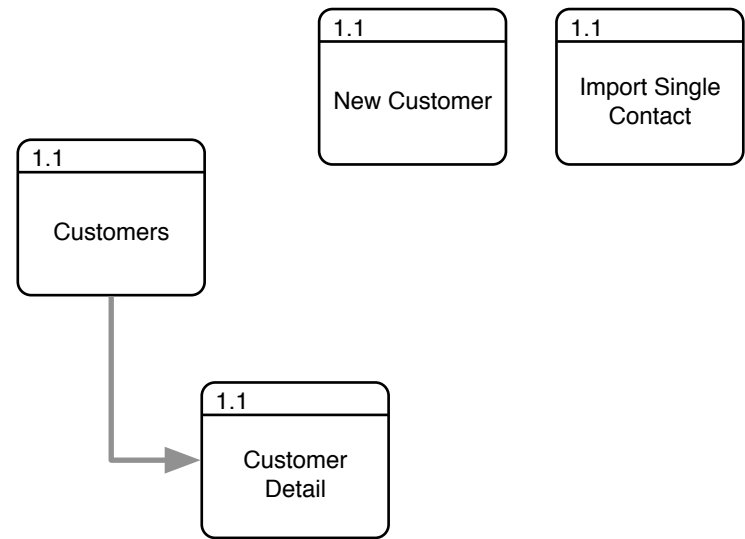 1.1
New Customer
1.1
Import Single
Contact
1.1
Customers
1.1
Customer
Detail